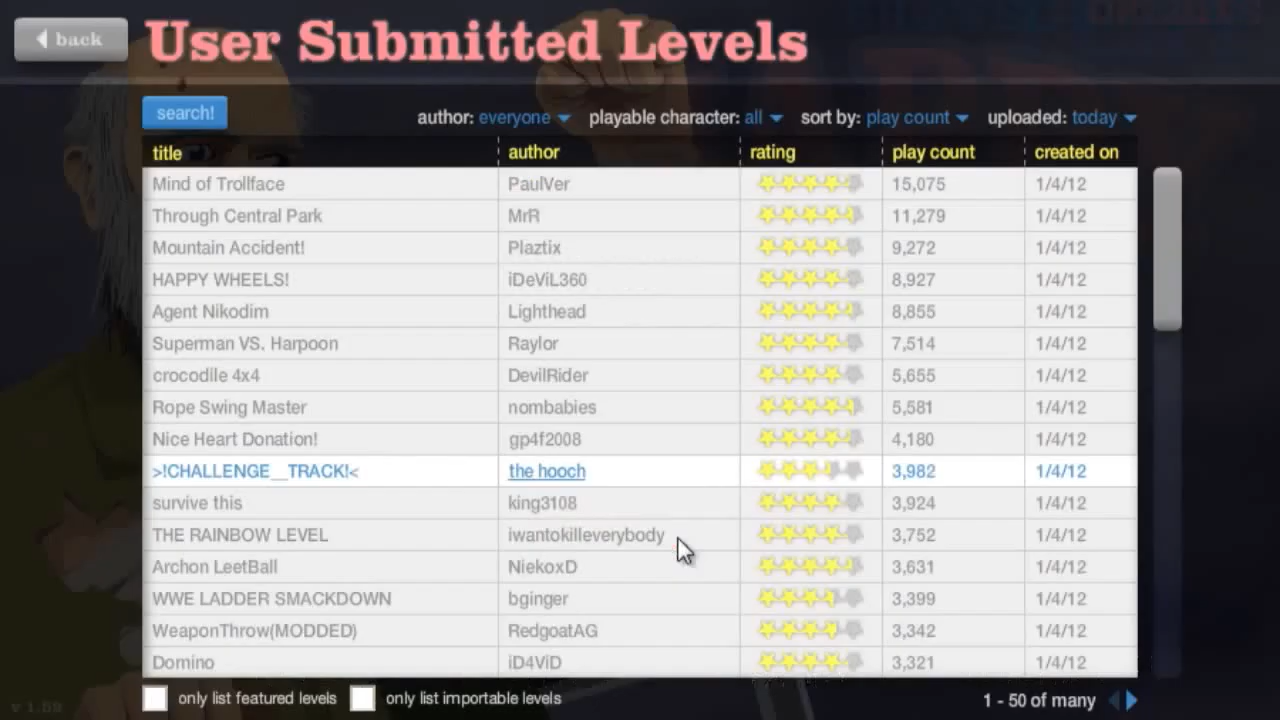 back
User Submitted Levels
search!
author: everyone playable character: all sort by: play count uploaded: today
title author rating play count created on
Mind of Trollface PaulVer 15,075 1/4/12
Through Central Park MrR 11,279 1/4/12
Mountain Accident! Plaztix 9,272 1/4/12
HAPPY WHEELS! iDeViL360 8,927 1/4/12
Agent Nikodim Lighthead 8,855 1/4/12
Superman VS. Harpoon Raylor 7,514 1/4/12
crocodile 4x4 DevilRider 5,655 1/4/12
Rope Swing Master nombabies 5,581 1/4/12
Nice Heart Donation! gp4f2008 4,180 1/4/12
>!CHALLENGE__TRACK!< the hooch 3,982 1/4/12
survive this king3108 3,924 1/4/12
THE RAINBOW LEVEL iwantokilleverybody 3,752 1/4/12
Archon LeetBall NiekoxD 3,631 1/4/12
WWE LADDER SMACKDOWN bginger 3,399 1/4/12
WeaponThrow(MODDED) RedgoatAG 3,342 1/4/12
Domino iD4ViD 3,321 1/4/12
only list featured levels only list importable levels 1 - 50 of many
v 1.59